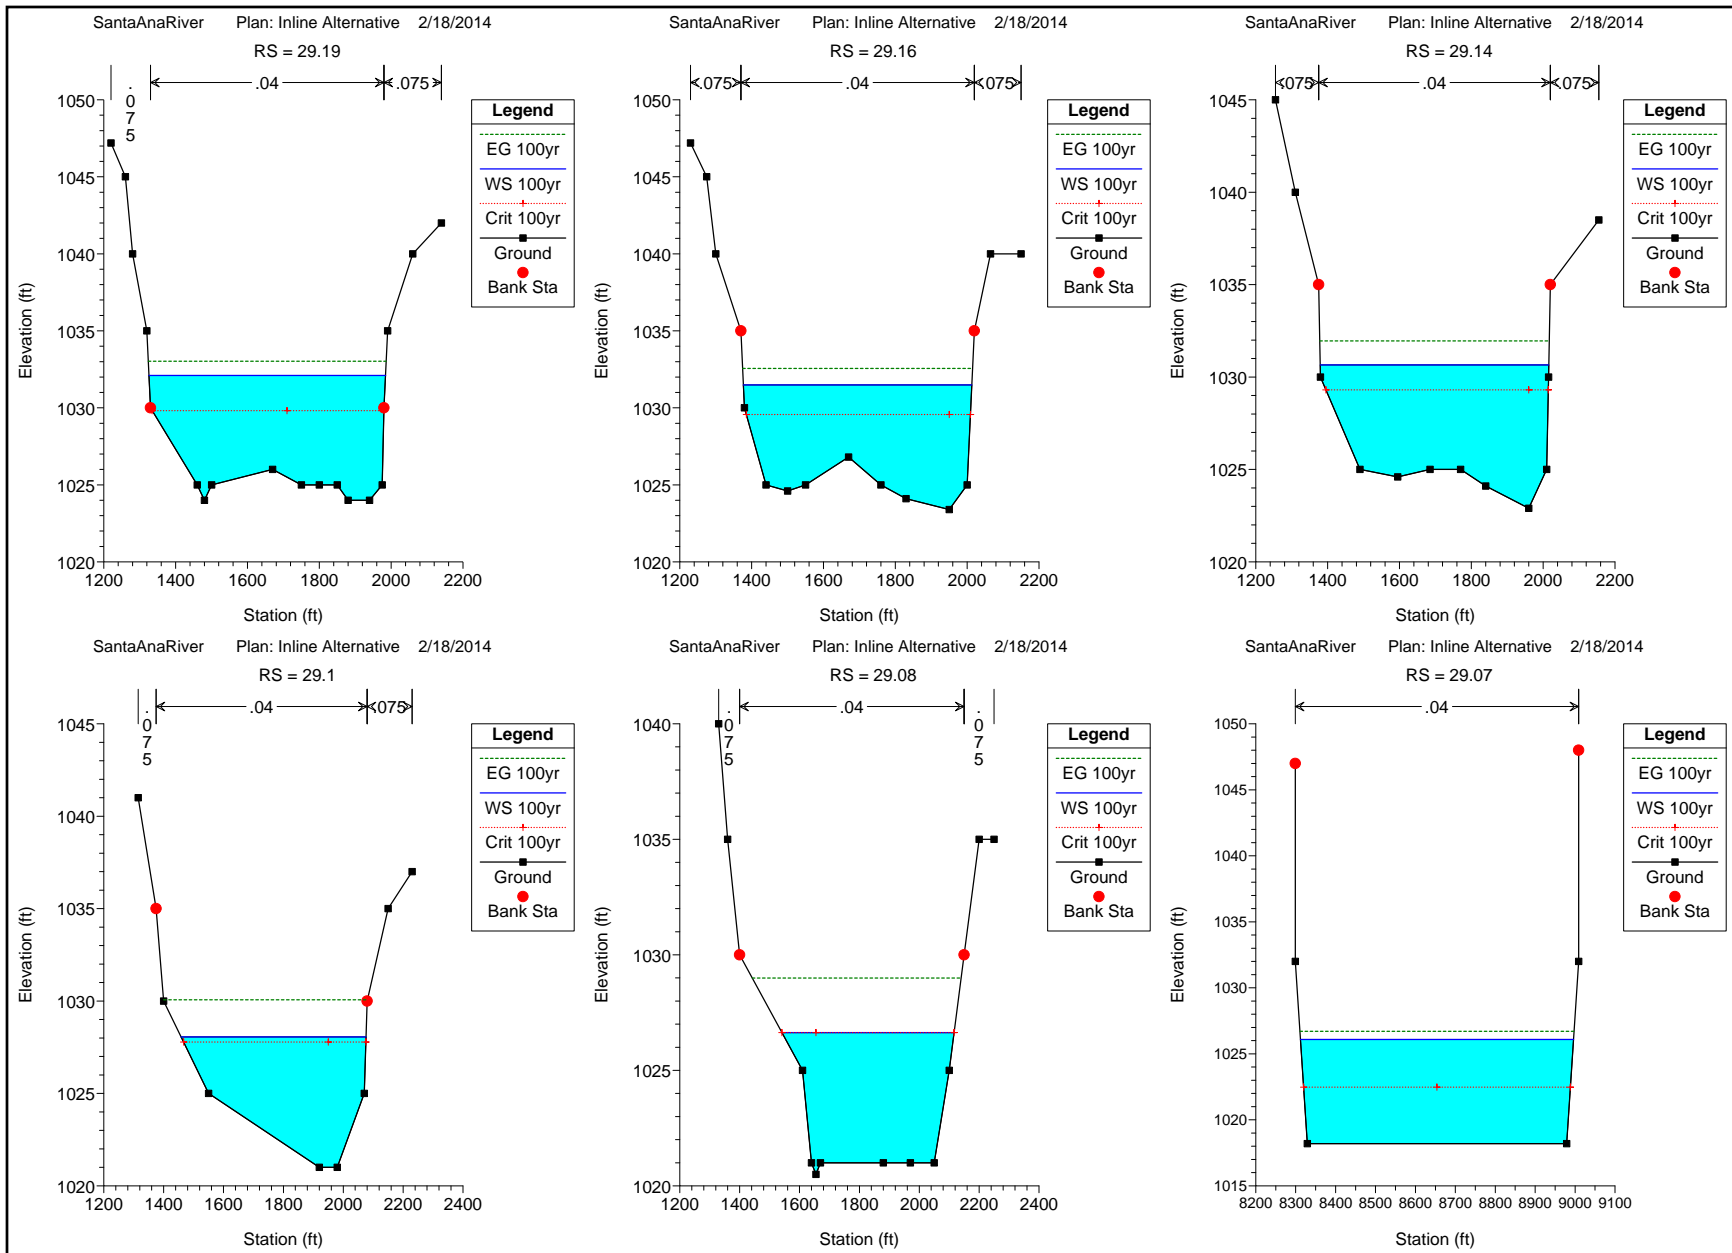 SantaAnaRiver Plan: Inline Alternative 2/18/2014
RS = 29.19
.075 .04 .075
Legend
EG 100yr
WS 100yr
Crit 100yr
Ground
Bank Sta
1050
1045
1040
1035
1030
1025
1020
Elevation (ft)
1200 1400 1600 1800 2000 2200
Station (ft)
SantaAnaRiver Plan: Inline Alternative 2/18/2014
RS = 29.16
.075 .04 .075
Legend
EG 100yr
WS 100yr
Crit 100yr
Ground
Bank Sta
1050
1045
1040
1035
1030
1025
1020
Elevation (ft)
1200 1400 1600 1800 2000 2200
Station (ft)
SantaAnaRiver Plan: Inline Alternative 2/18/2014
RS = 29.14
.075 .04 .075
Legend
EG 100yr
WS 100yr
Crit 100yr
Ground
Bank Sta
1045
1040
1035
1030
1025
1020
Elevation (ft)
1200 1400 1600 1800 2000 2200
Station (ft)
SantaAnaRiver Plan: Inline Alternative 2/18/2014
RS = 29.1
.075 .04 .075
Legend
EG 100yr
WS 100yr
Crit 100yr
Ground
Bank Sta
1045
1040
1035
1030
1025
1020
Elevation (ft)
1200 1400 1600 1800 2000 2200 2400
Station (ft)
SantaAnaRiver Plan: Inline Alternative 2/18/2014
RS = 29.08
.075 .04 .075
Legend
EG 100yr
WS 100yr
Crit 100yr
Ground
Bank Sta
1040
1035
1030
1025
1020
Elevation (ft)
1200 1400 1600 1800 2000 2200 2400
Station (ft)
SantaAnaRiver Plan: Inline Alternative 2/18/2014
RS = 29.07
.04
Legend
EG 100yr
WS 100yr
Crit 100yr
Ground
Bank Sta
1050
1045
1040
1035
1030
1025
1020
1015
Elevation (ft)
8200 8300 8400 8500 8600 8700 8800 8900 9000 9100
Station (ft)